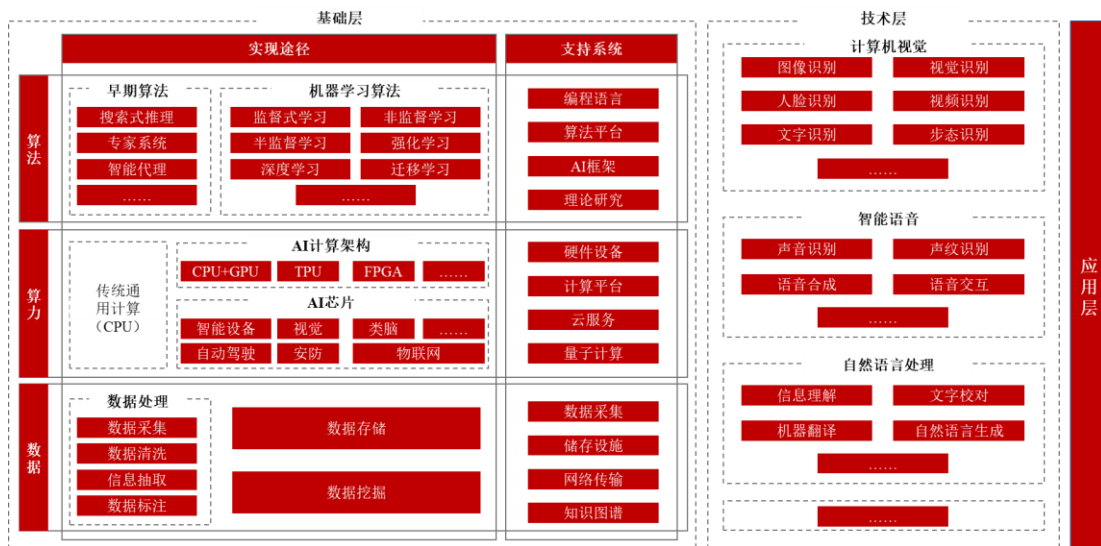 基础层
技术层
实现途径
支持系统
算法
早期算法
搜索式推理
专家系统
智能代理
……
机器学习算法
监督式学习
非监督学习
半监督学习
强化学习
深度学习
迁移学习
……
编程语言
算法平台
AI框架
理论研究
算力
传统通
用计算
（CPU）
AI计算架构
CPU+GPU
TPU
FPGA
……
AI芯片
智能设备
视觉
类脑
……
自动驾驶
安防
物联网
硬件设备
计算平台
云服务
量子计算
数据
数据处理
数据采集
数据清洗
信息抽取
数据标注
数据存储
数据挖掘
数据采集
储存设施
网络传输
知识图谱
计算机视觉
图像识别
视觉识别
人脸识别
视频识别
文字识别
步态识别
……
智能语音
声音识别
声纹识别
语音合成
语音交互
……
自然语言处理
信息理解
文字校对
机器翻译
自然语言生成
……
……
应用层